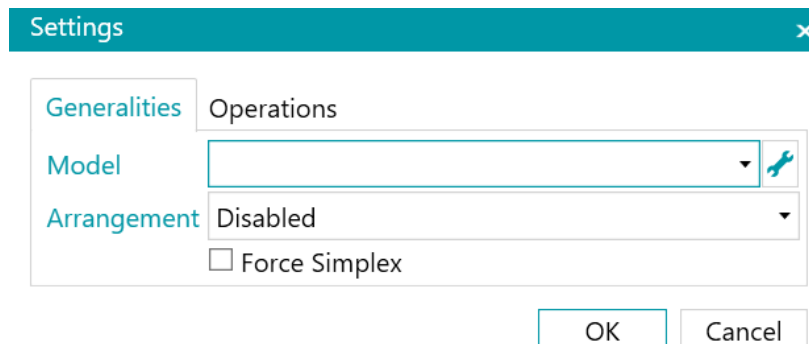 Settings
Generalities Operations
Model
Arrangement Disabled
Force Simplex
OK Cancel